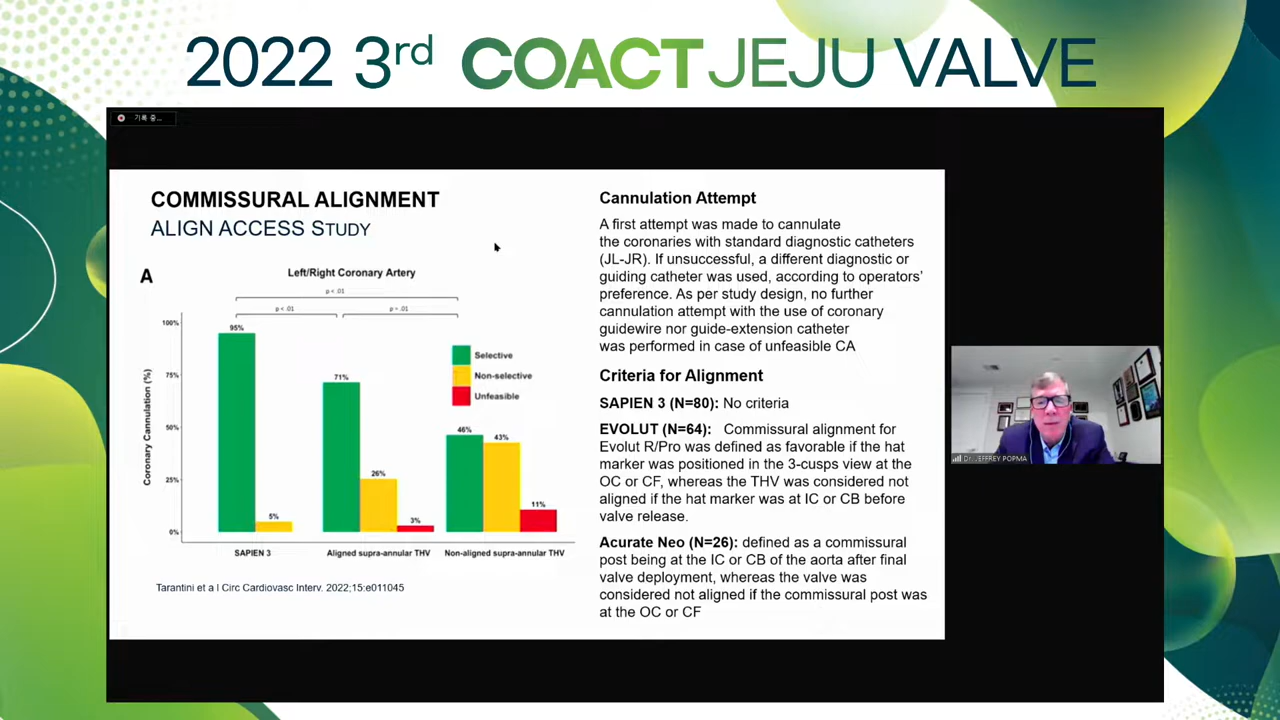 2022 3rd COACT JEJU VALVE
기록 중...
COMMISSURAL ALIGNMENT
ALIGN ACCESS STUDY
A
Left/Right Coronary Artery
p < .01
p < .01
p = .01
100%
75%
50%
25%
0%
Coronary Cannulation (%)
95%
5%
71%
26%
3%
46%
43%
11%
Selective
Non-selective
Unfeasible
SAPIEN 3
Aligned supra-annular THV
Non-aligned supra-annular THV
Tarantini et a l Circ Cardiovasc Interv. 2022;15:e011045
Cannulation Attempt
A first attempt was made to cannulate
the coronaries with standard diagnostic catheters
(JL-JR). If unsuccessful, a different diagnostic or
guiding catheter was used, according to operators’
preference. As per study design, no further
cannulation attempt with the use of coronary
guidewire nor guide-extension catheter
was performed in case of unfeasible CA
Criteria for Alignment
SAPIEN 3 (N=80): No criteria
EVOLUT (N=64): Commissural alignment for
Evolut R/Pro was defined as favorable if the hat
marker was positioned in the 3-cusps view at the
OC or CF, whereas the THV was considered not
aligned if the hat marker was at IC or CB before
valve release.
Acurate Neo (N=26): defined as a commissural
post being at the IC or CB of the aorta after final
valve deployment, whereas the valve was
considered not aligned if the commissural post was
at the OC or CF
Dr. JEFFREY POPMA